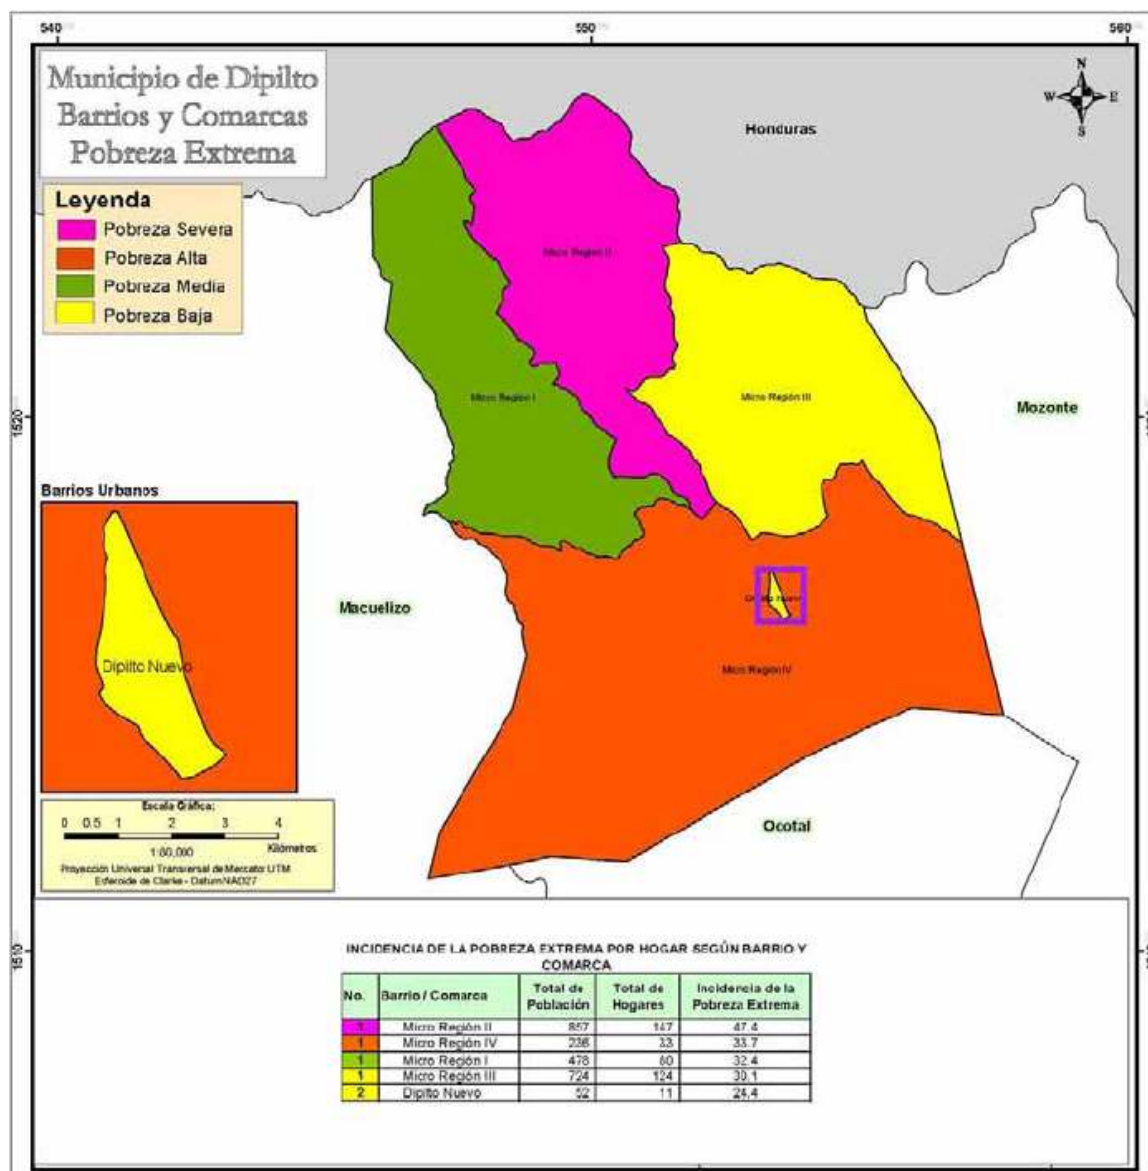 540
550
560
Municipio de Dipilto
Barrios y Comarcas
Pobreza Extrema
N
W
E
S
Honduras
Leyenda
Pobreza Severa
Pobreza Alta
Pobreza Media
Pobreza Baja
Micro Región II
Micro Región I
Micro Región III
Mozonte
1520
Barrios Urbanos
Dipilto Nuevo
Macuelizo
Micro Región IV
Ocotal
Escala Gráfica:
0 0.5 1 2 3 4
Kilómetros
Proyección Universal Transversal de Mercator UTM
Esferoide de Clarke - Datum NAD27
1510
INCIDENCIA DE LA POBREZA EXTREMA POR HOGAR SEGÚN BARRIO Y
COMARCA
No. Barrio / Comarca Total de Población Total de Hogares Incidencia de la Pobreza Extrema
1 Micro Región II 857 147 47.4
1 Micro Región IV 33 33.7
1 Micro Región I 478 80 32.4
1 Micro Región III 724 124 30.1
2 Dipilto Nuevo 52 11 24.4